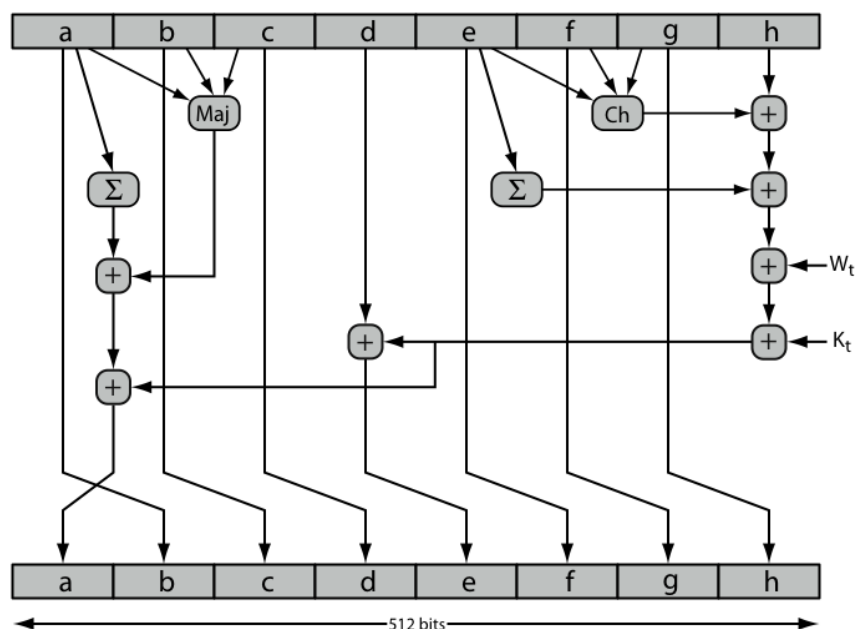 a b c d e f g h
Maj Ch +
Σ Σ +
+ + W_t
+ + K_t
+
a b c d e f g h
512 bits